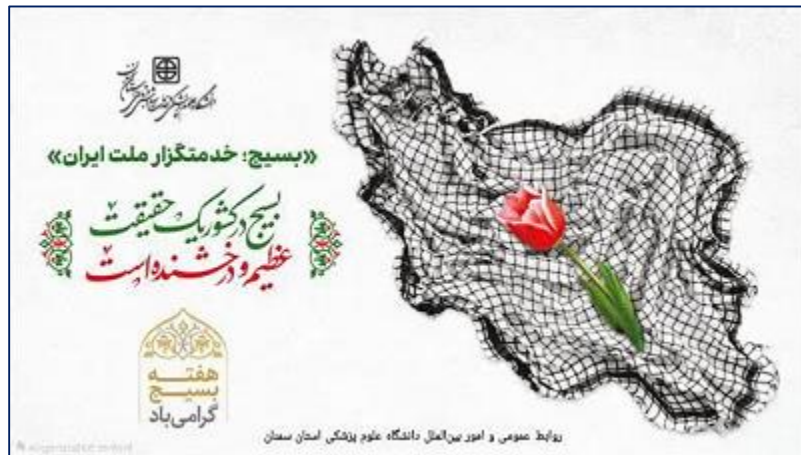 «بسیج؛ خدمتگزار ملت ایران»
بسیج در کشور یک حقیقت
عظیم و درخشنده است
هفته
بسیج
گرامی‌باد
روابط عمومی و امور بین‌الملل دانشگاه علوم پزشکی استان سمنان